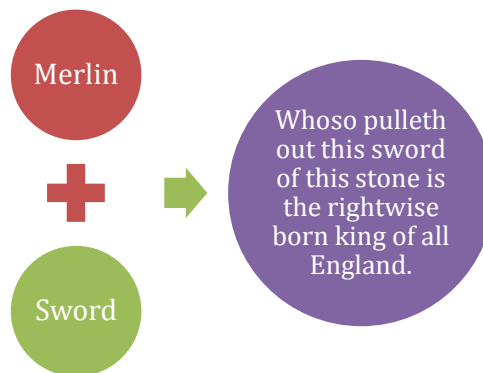 Merlin
Sword
Whoso pulleth
out this sword
of this stone is
the rightwise
born king of all
England.